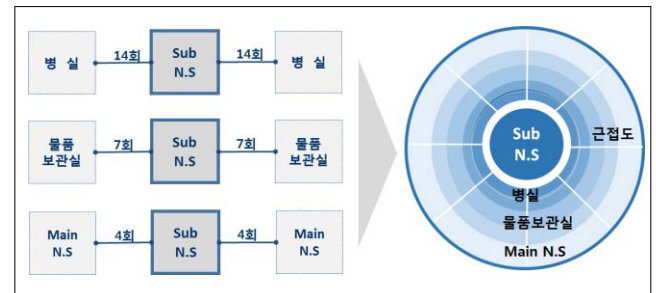 병 실
14회
Sub
N.S
14회
병 실
물품
보관실
7회
Sub
N.S
7회
물품
보관실
Main
N.S
4회
Sub
N.S
4회
Main
N.S
Sub
N.S
근접도
병실
물품보관실
Main N.S